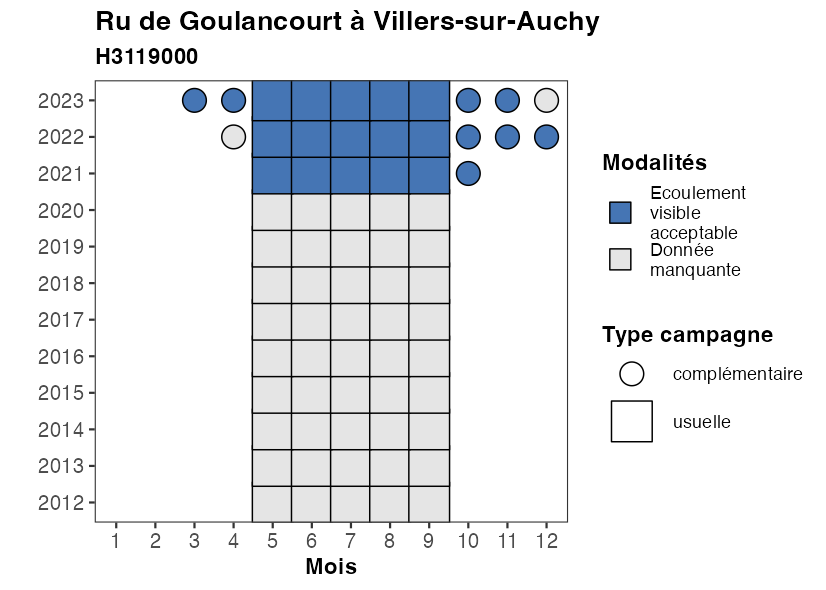 Ru de Goulancourt à Villers-sur-Auchy
H3119000
2023
2022
2021
2020
2019
2018
2017
2016
2015
2014
2013
2012
1 2 3 4 5 6 7 8 9 10 11 12
Mois
Modalités
Ecoulement
visible
acceptable
Donnée
manquante
Type campagne
complémentaire
usuelle